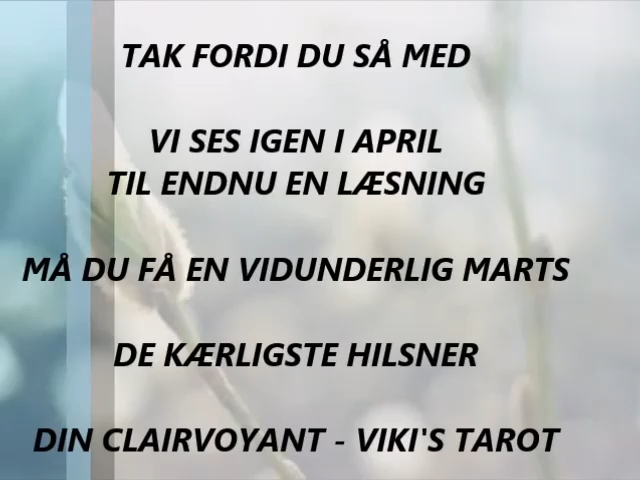 TAK FORDI DU SÅ MED
VI SES IGEN I APRIL
TIL ENDNU EN LÆSNING
MÅ DU FÅ EN VIDUNDERLIG MARTS
DE KÆRLIGSTE HILSNER
DIN CLAIRVOYANT - VIKI'S TAROT